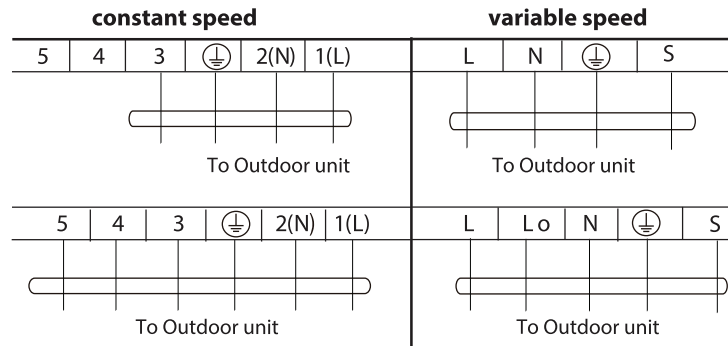 constant speed variable speed
5 4 3 ⏚ 2(N) 1(L) L N ⏚ S
To Outdoor unit To Outdoor unit
5 4 3 ⏚ 2(N) 1(L) L Lo N ⏚ S
To Outdoor unit To Outdoor unit